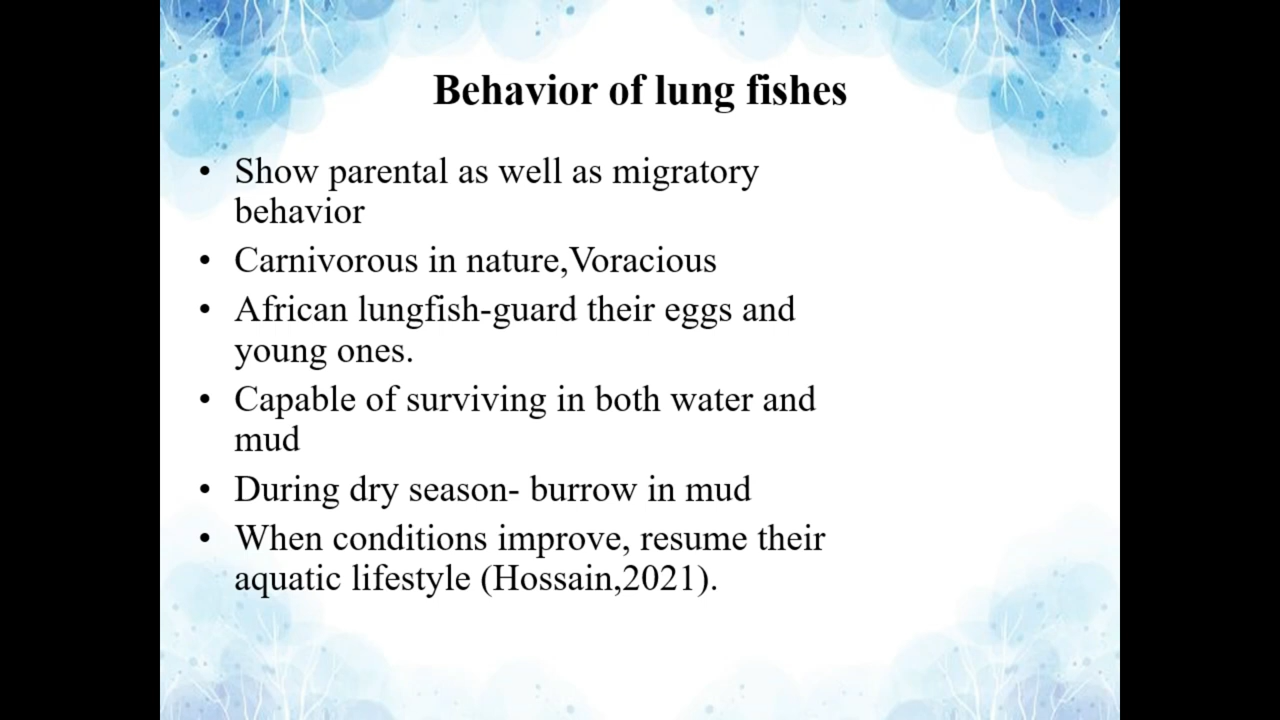 Behavior of lung fishes
• Show parental as well as migratory
behavior
• Carnivorous in nature,Voracious
• African lungfish-guard their eggs and
young ones.
• Capable of surviving in both water and
mud
• During dry season- burrow in mud
• When conditions improve, resume their
aquatic lifestyle (Hossain,2021).